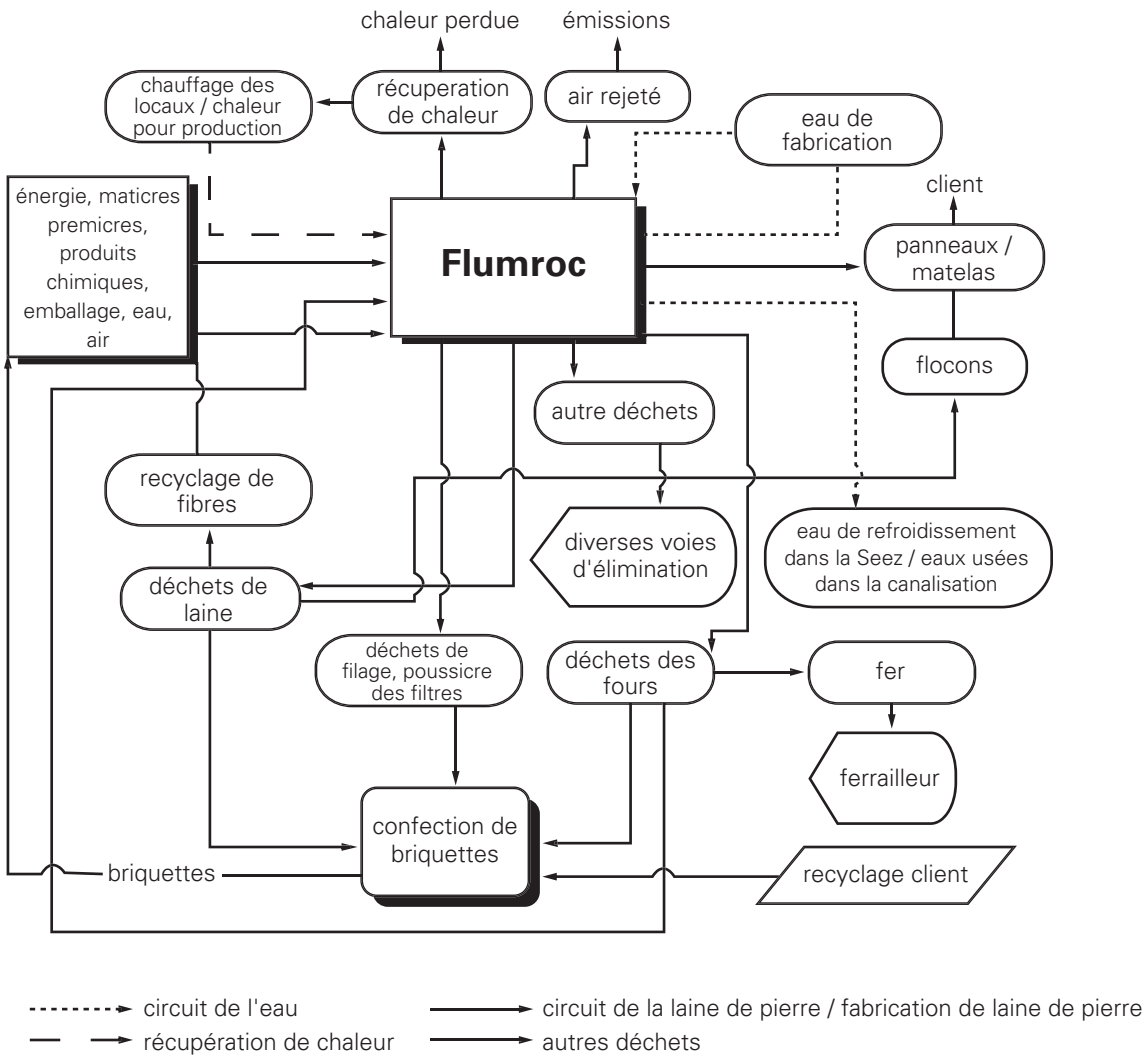 chaleur perdue
émissions
chauffage des
locaux / chaleur
pour production
récuperation
de chaleur
air rejeté
eau de
fabrication
énergie, maticres
premicres,
produits
chimiques,
emballage, eau,
air
Flumroc
client
panneaux /
matelas
flocons
autre déchets
recyclage de
fibres
diverses voies
d'élimination
eau de refroidissement
dans la Seez / eaux usées
dans la canalisation
déchets de
laine
déchets de
filage, poussicre
des filtres
déchets des
fours
fer
ferrailleur
confection de
briquettes
briquettes
recyclage client
circuit de l'eau
circuit de la laine de pierre / fabrication de laine de pierre
récupération de chaleur
autres déchets